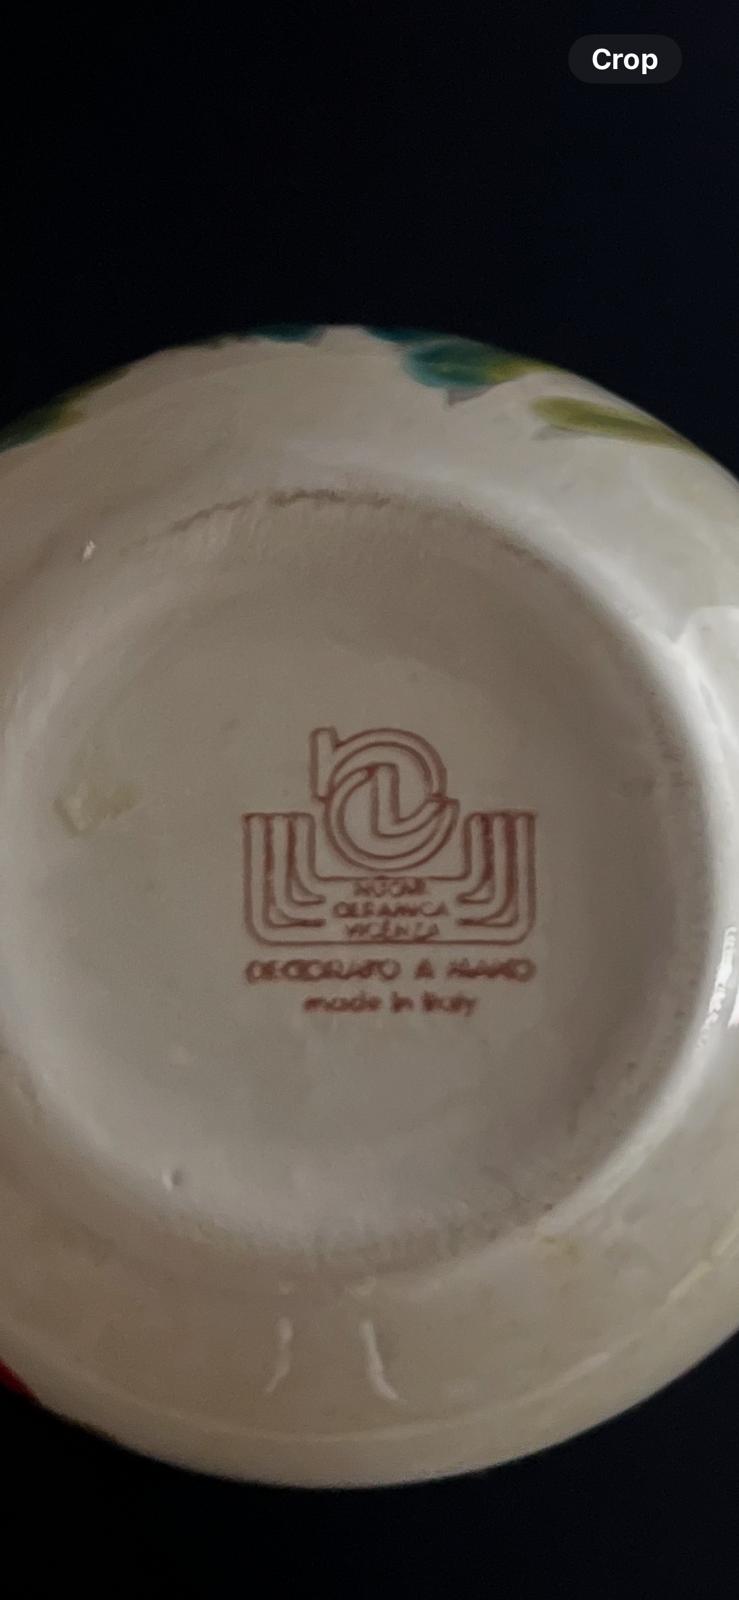 Crop
CERAMICA
VICENZA
DECORATO A MANO
made in Italy